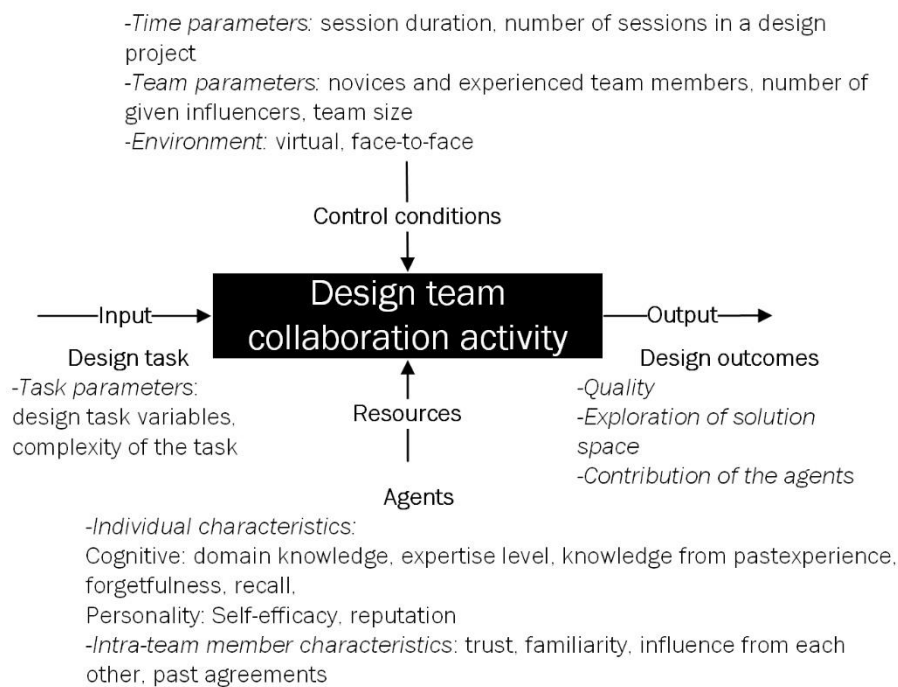 -Time parameters: session duration, number of sessions in a design
project
-Team parameters: novices and experienced team members, number of
given influencers, team size
-Environment: virtual, face-to-face
Control conditions
Design team
collaboration activity
Input
Output
Design task
-Task parameters:
design task variables,
complexity of the task
Design outcomes
-Quality
-Exploration of solution
space
-Contribution of the agents
Resources
Agents
-Individual characteristics:
Cognitive: domain knowledge, expertise level, knowledge from pastexperience,
forgetfulness, recall,
Personality: Self-efficacy, reputation
-Intra-team member characteristics: trust, familiarity, influence from each
other, past agreements